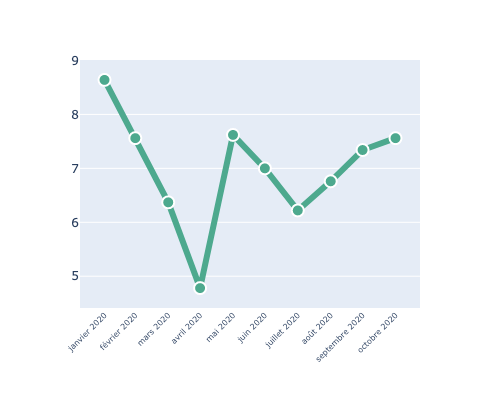 9
8
7
6
5
janvier 2020
février 2020
mars 2020
avril 2020
mai 2020
juin 2020
juillet 2020
août 2020
septembre 2020
octobre 2020